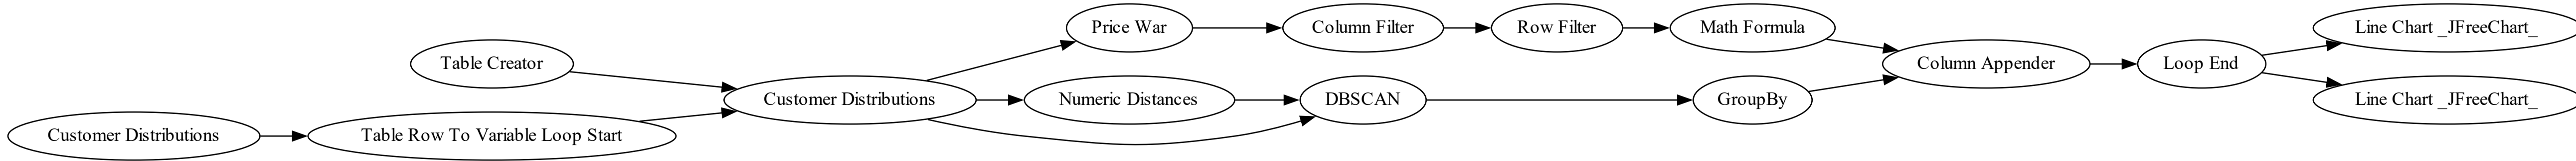 Price War
Column Filter
Row Filter
Math Formula
Line Chart _JFreeChart_
Table Creator
Column Appender
Loop End
Customer Distributions
Numeric Distances
DBSCAN
GroupBy
Line Chart _JFreeChart_
Customer Distributions
Table Row To Variable Loop Start